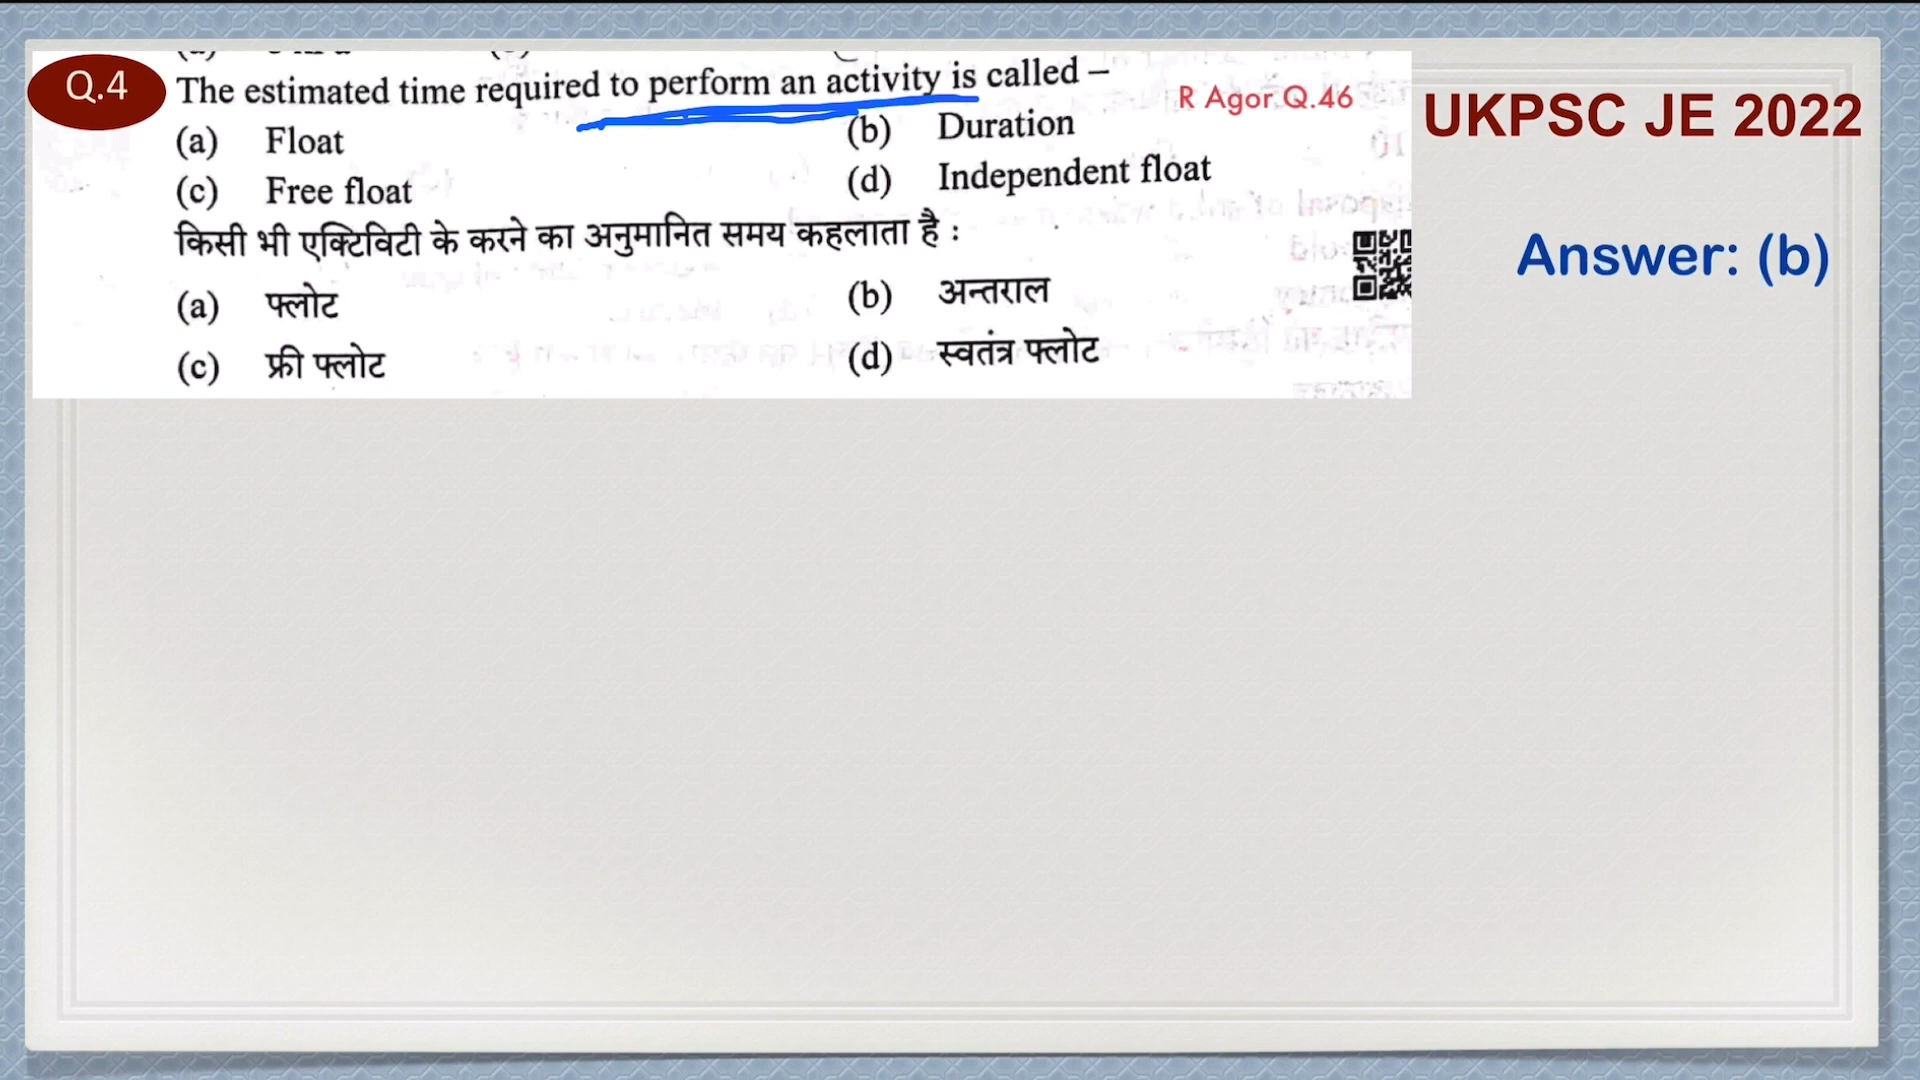 Q.4 The estimated time required to perform an activity is called –
R Agor Q.46
UKPSC JE 2022
(a) Float (b) Duration
(c) Free float (d) Independent float
किसी भी एक्टिविटी के करने का अनुमानित समय कहलाता है :
Answer: (b)
(a) फ्लोट (b) अन्तराल
(c) फ्री फ्लोट (d) स्वतंत्र फ्लोट